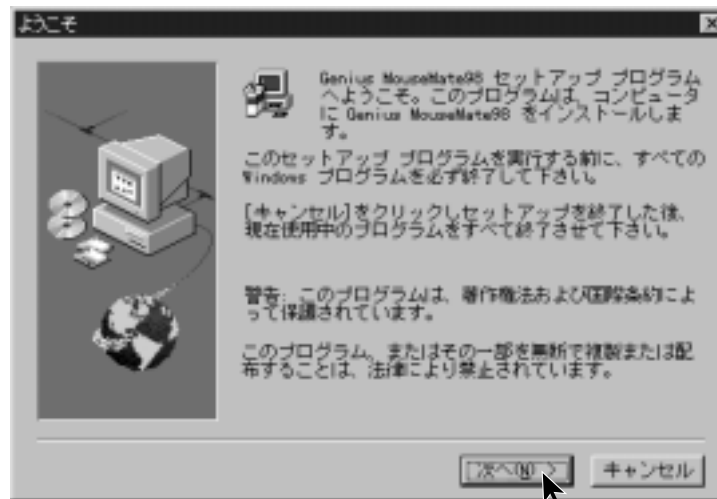 ようこそ
Genius MouseMate98 セットアップ プログラム
へようこそ。このプログラムは、コンピュータ
に Genius MouseMate98 をインストールしま
す。
このセットアップ プログラムを実行する前に、すべての
Windows プログラムを必ず終了して下さい。
[キャンセル]をクリックしセットアップを終了した後、
現在使用中のプログラムをすべて終了させて下さい。
警告: このプログラムは、著作権法および国際条約によ
って保護されています。
このプログラム、またはその一部を無断で複製または配
布することは、法律により禁止されています。
次へ(N) >
キャンセル